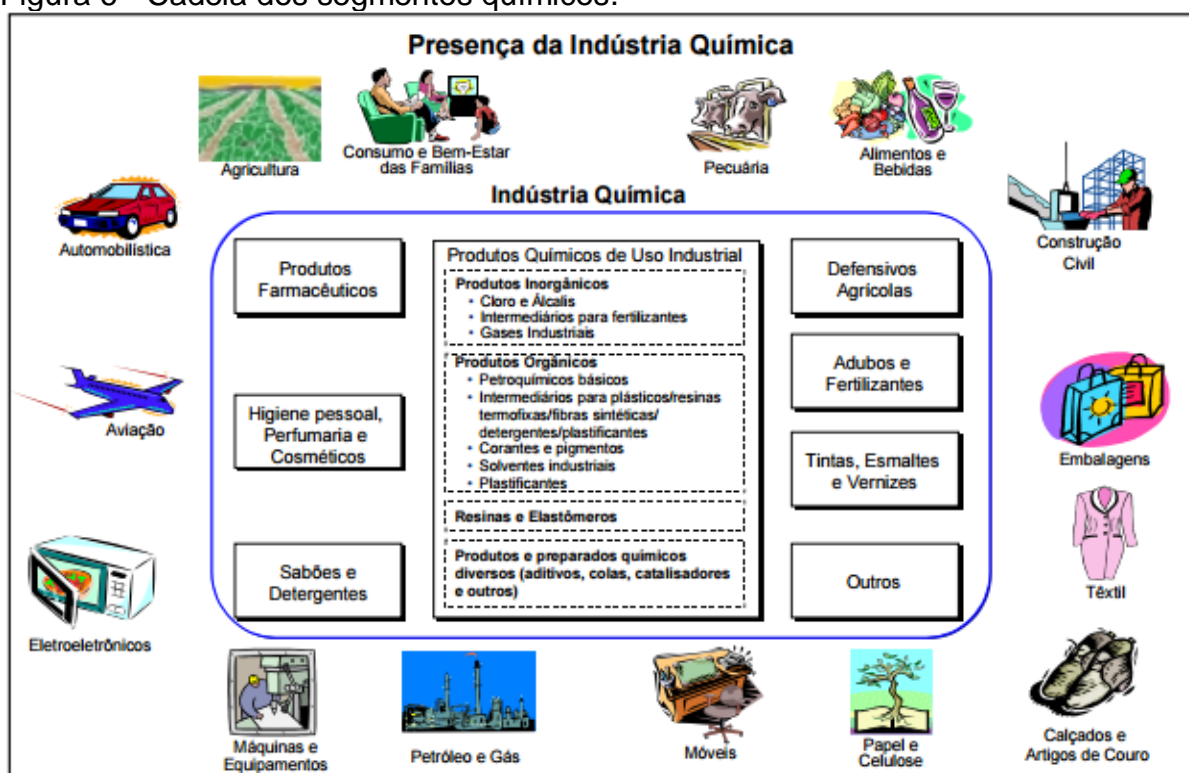 Presença da Indústria Química
Agricultura
Consumo e Bem-Estar
das Famílias
Pecuária
Alimentos e
Bebidas
Automobilística
Construção
Civil
Indústria Química
Produtos
Farmacêuticos
Produtos Químicos de Uso Industrial
Produtos Inorgânicos
• Cloro e Álcalis
• Intermediários para fertilizantes
• Gases Industriais
Produtos Orgânicos
• Petroquímicos básicos
• Intermediários para plásticos/resinas
termofixas/fibras sintéticas/
detergentes/plastificantes
• Corantes e pigmentos
• Solventes industriais
• Plastificantes
Resinas e Elastômeros
Produtos e preparados químicos
diversos (aditivos, colas, catalisadores
e outros)
Defensivos
Agrícolas
Adubos e
Fertilizantes
Aviação
Higiene pessoal,
Perfumaria e
Cosméticos
Tintas, Esmaltes
e Vernizes
Embalagens
Sabões e
Detergentes
Outros
Têxtil
Eletroeletrônicos
Máquinas e
Equipamentos
Petróleo e Gás
Móveis
Papel e
Celulose
Calçados e
Artigos de Couro